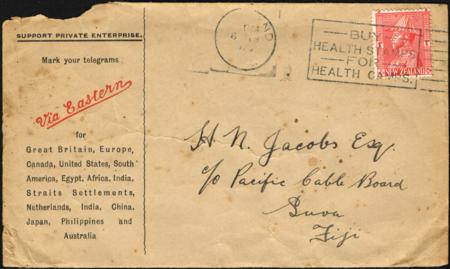 SUPPORT PRIVATE ENTERPRISE.
Mark your telegrams
Via Eastern
for
Great Britain, Europe,
Canada, United States, South
America, Egypt, Africa, India,
Straits Settlements,
Netherlands, India, China,
Japan, Philippines and
Australia
BUY
HEALTH STAMPS
FOR
HEALTH CAMPS.
NEW ZEALAND
H. N. Jacobs Esq.
c/o Pacific Cable Board
Suva
Fiji